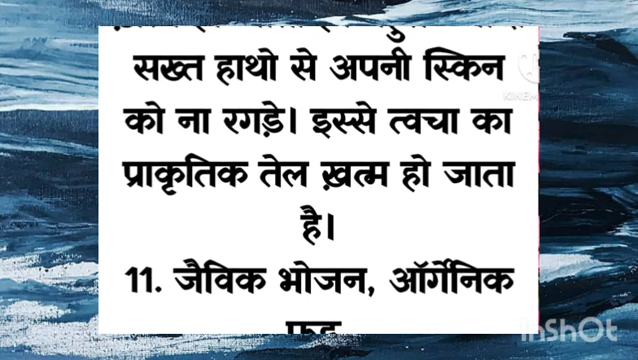 सख्त हाथो से अपनी स्किन
को ना रगड़े। इस्से त्वचा का
प्राकृतिक तेल ख़त्म हो जाता
है।
11. जैविक भोजन, ऑर्गेनिक
InShOt